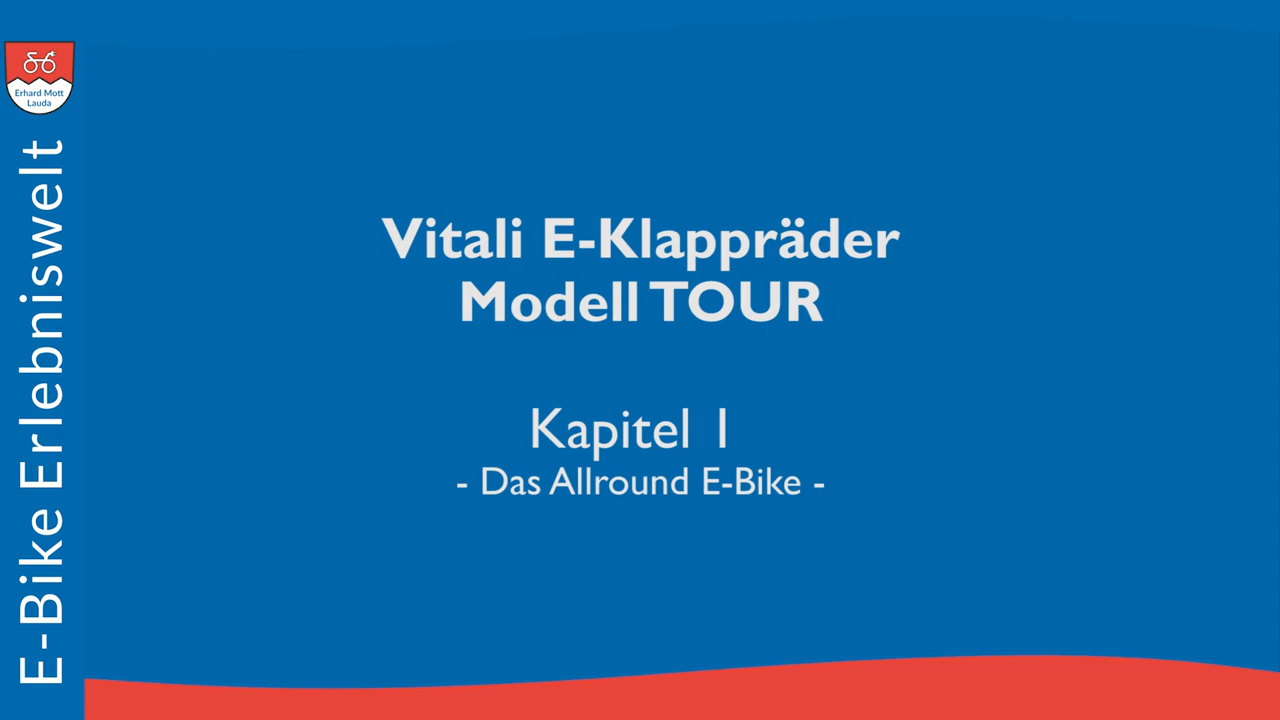 Erhard Mott
Lauda
E-Bike Erlebniswelt
Vitali E-Klappräder
Modell TOUR
Kapitel 1
- Das Allround E-Bike -